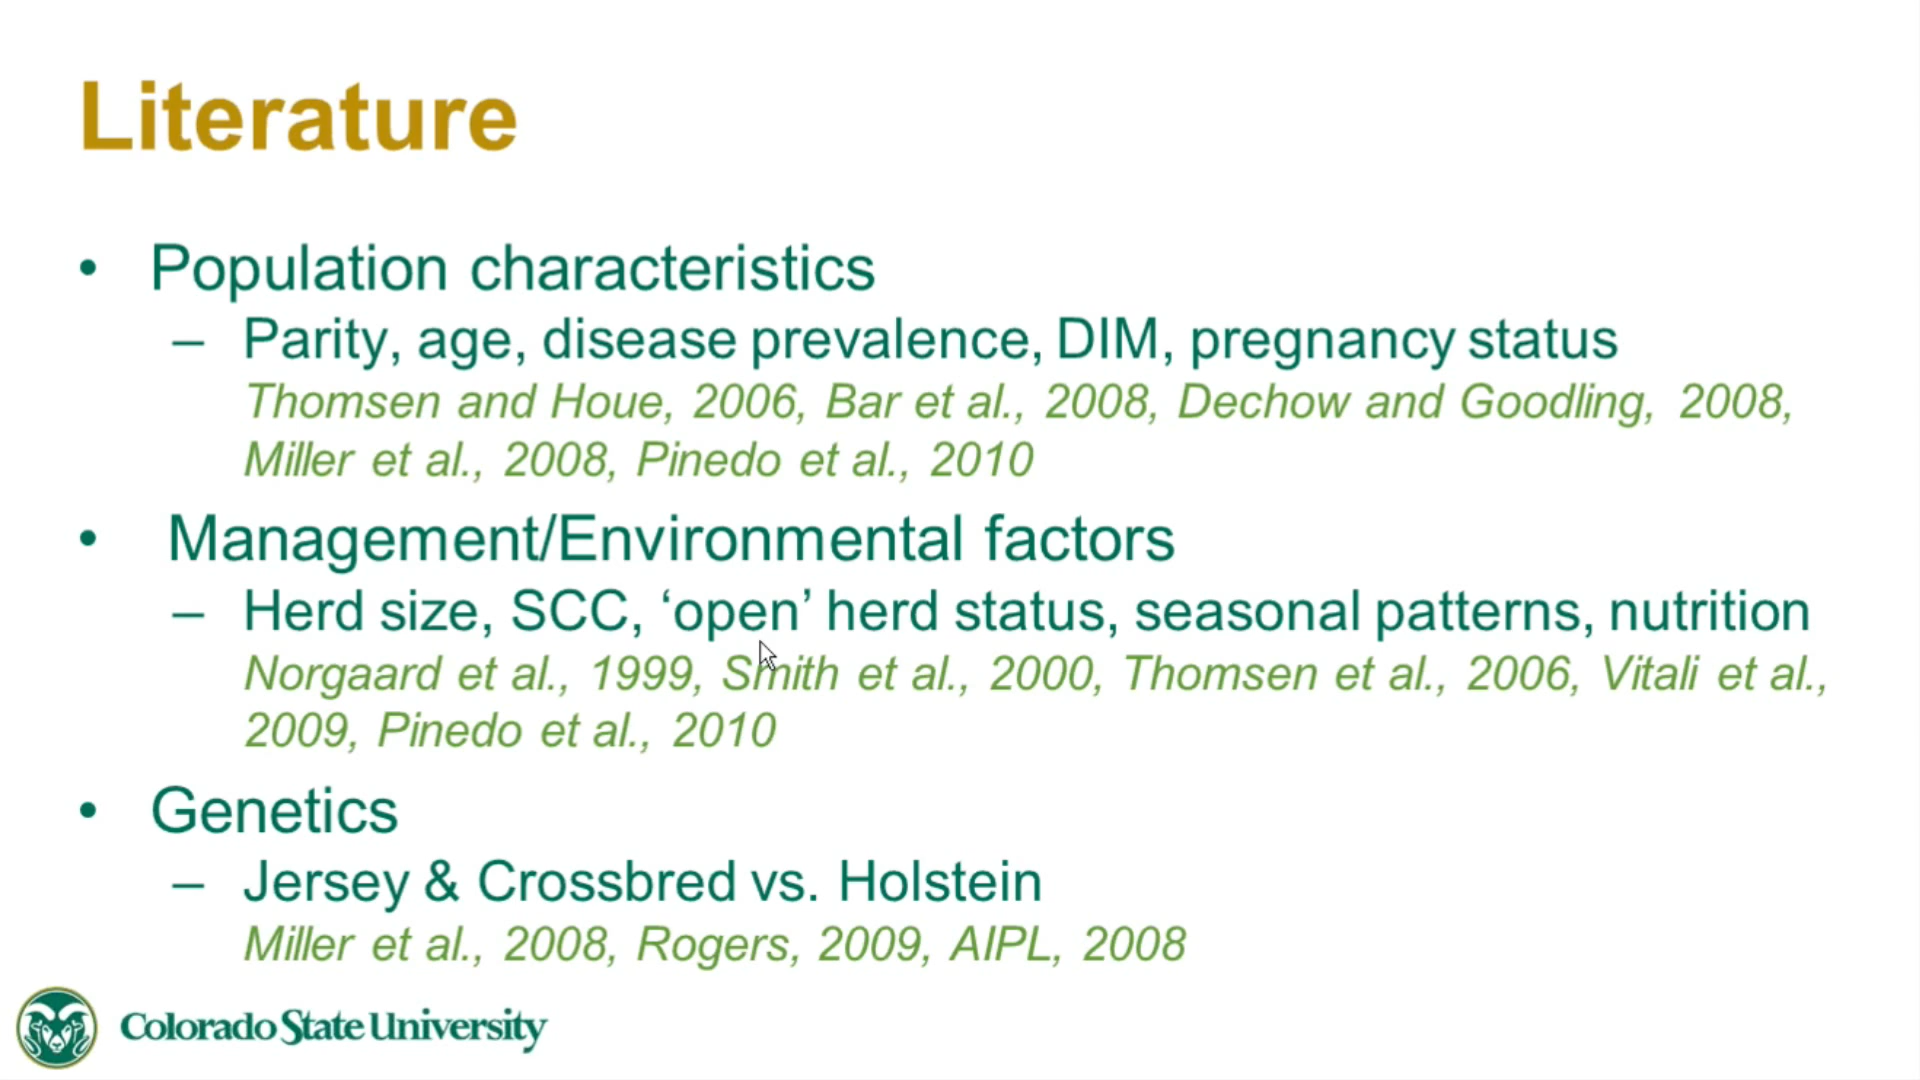 Literature
• Population characteristics
– Parity, age, disease prevalence, DIM, pregnancy status
Thomsen and Houe, 2006, Bar et al., 2008, Dechow and Goodling, 2008,
Miller et al., 2008, Pinedo et al., 2010
• Management/Environmental factors
– Herd size, SCC, ‘open’ herd status, seasonal patterns, nutrition
Norgaard et al., 1999, Smith et al., 2000, Thomsen et al., 2006, Vitali et al.,
2009, Pinedo et al., 2010
• Genetics
– Jersey & Crossbred vs. Holstein
Miller et al., 2008, Rogers, 2009, AIPL, 2008
Colorado State University